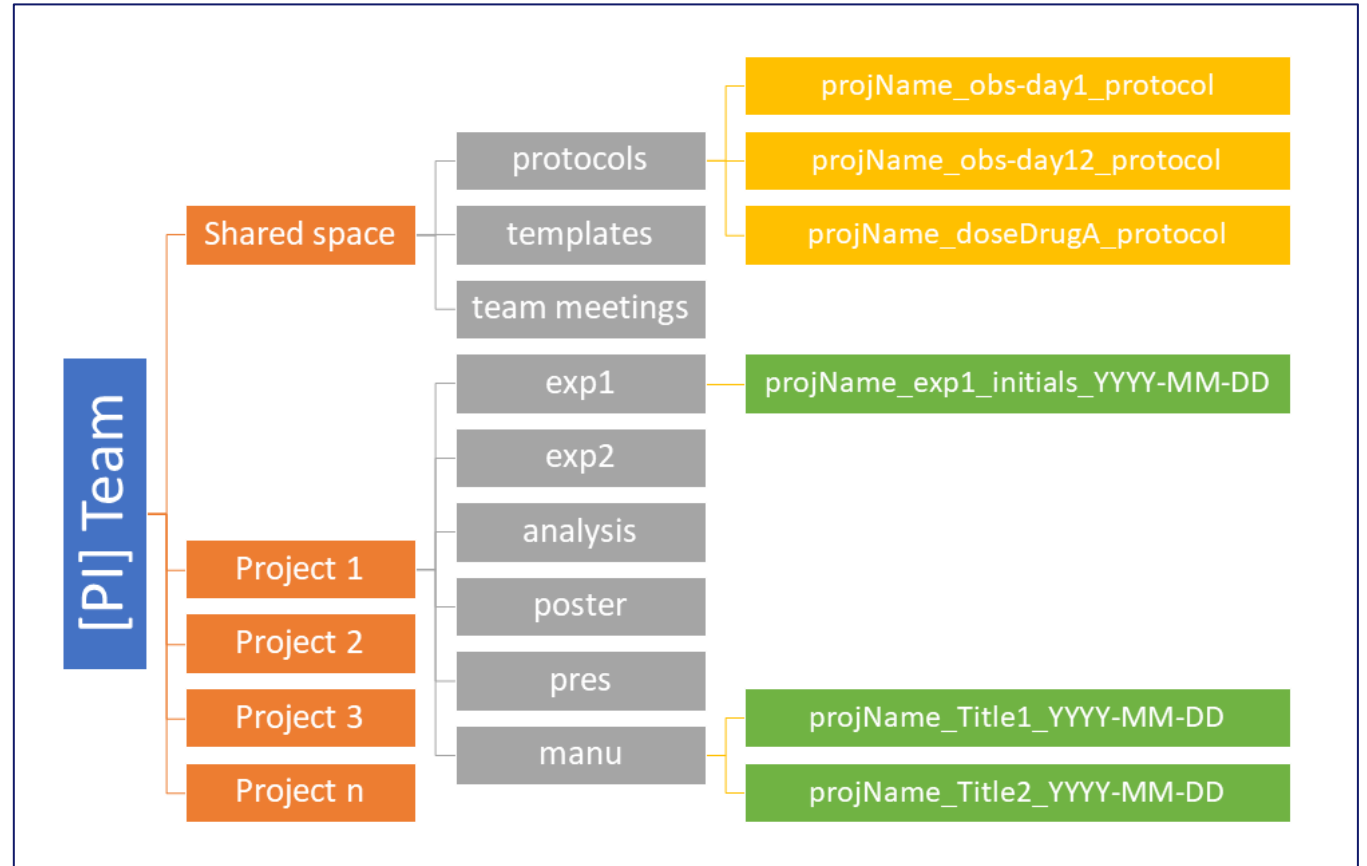 [PI] Team
Shared space
protocols
projName_obs-day1_protocol
projName_obs-day12_protocol
projName_doseDrugA_protocol
templates
team meetings
Project 1
exp1
projName_exp1_initials_YYYY-MM-DD
exp2
analysis
poster
pres
manu
projName_Title1_YYYY-MM-DD
projName_Title2_YYYY-MM-DD
Project 2
Project 3
Project n